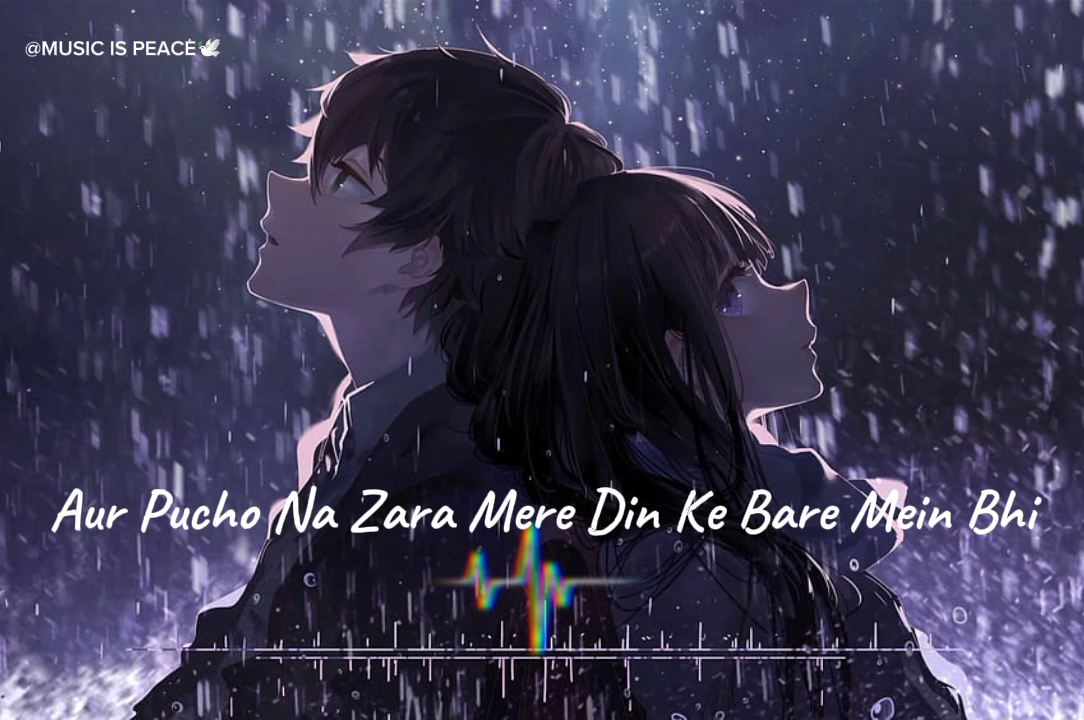 @MUSIC IS PEACE🕊️
Aur Pucho Na Zara Mere Din Ke Bare Mein Bhi